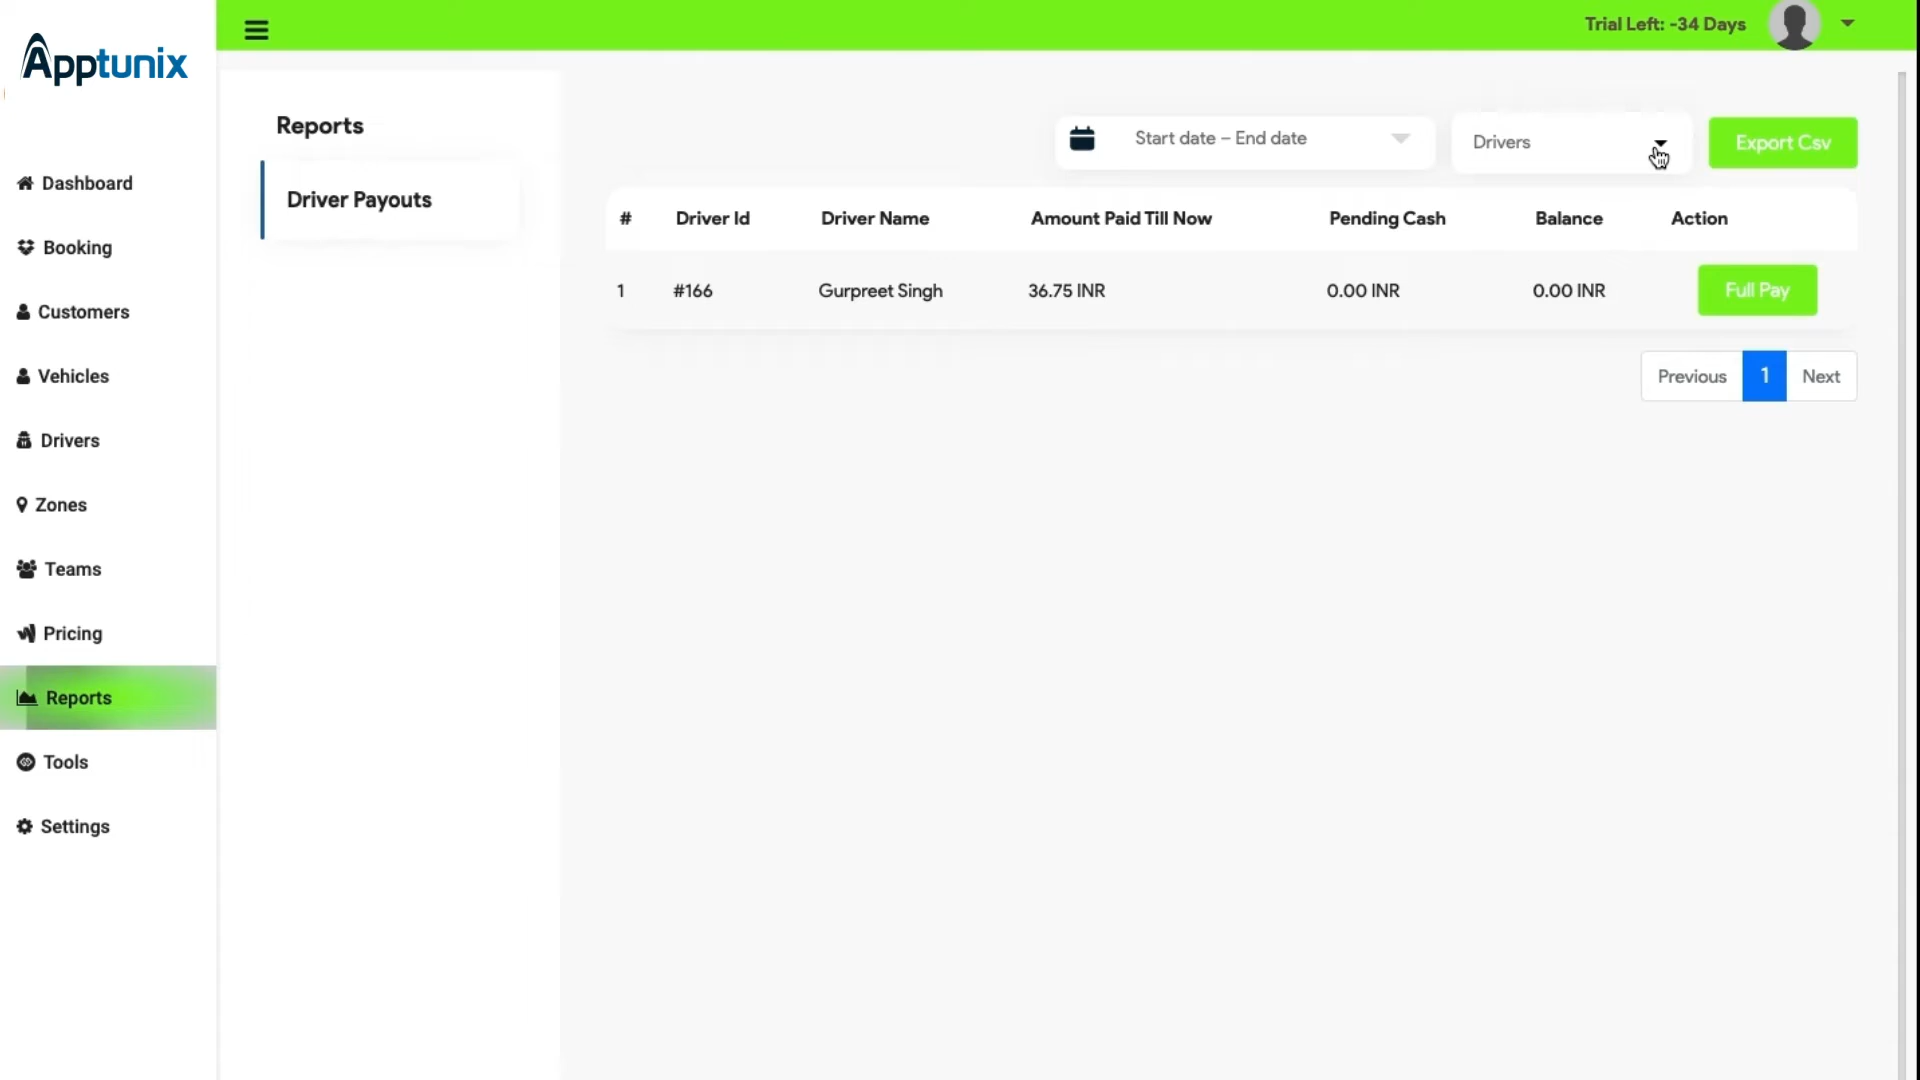 Apptunix
Trial Left: -34 Days
Dashboard
Booking
Customers
Vehicles
Drivers
Zones
Teams
Pricing
Reports
Tools
Settings
Reports
Driver Payouts
Start date – End date
Drivers
Export Csv
# Driver Id Driver Name Amount Paid Till Now Pending Cash Balance Action
1 #166 Gurpreet Singh 36.75 INR 0.00 INR 0.00 INR Full Pay
Previous 1 Next